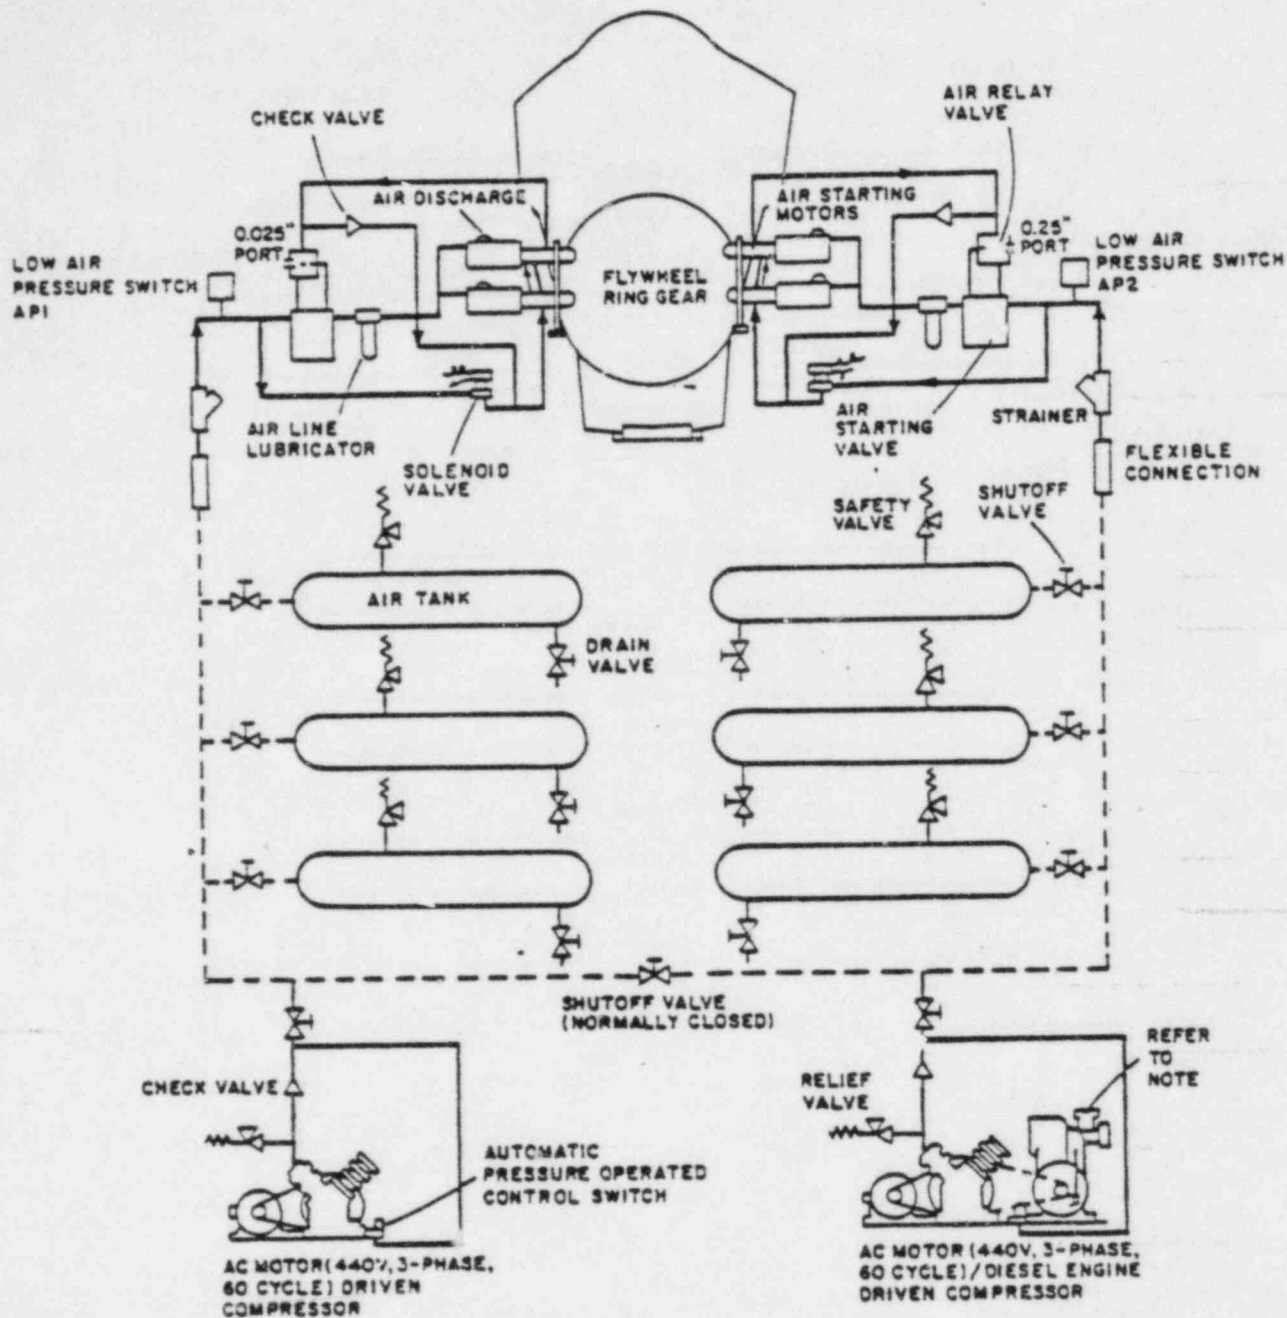 CHECK VALVE
AIR RELAY
VALVE
AIR DISCHARGE
AIR STARTING
MOTORS
0.025"
PORT
0.25"
PORT
LOW AIR
PRESSURE SWITCH
AP1
FLYWHEEL
RING GEAR
LOW AIR
PRESSURE SWITCH
AP2
AIR LINE
LUBRICATOR
SOLENOID
VALVE
AIR
STARTING
VALVE
STRAINER
FLEXIBLE
CONNECTION
SAFETY
VALVE
SHUTOFF
VALVE
AIR TANK
DRAIN
VALVE
SHUTOFF VALVE
(NORMALLY CLOSED)
CHECK VALVE
RELIEF
VALVE
REFER
TO
NOTE
AUTOMATIC
PRESSURE OPERATED
CONTROL SWITCH
AC MOTOR (440V, 3-PHASE,
60 CYCLE) DRIVEN
COMPRESSOR
AC MOTOR (440V, 3-PHASE,
60 CYCLE) / DIESEL ENGINE
DRIVEN COMPRESSOR